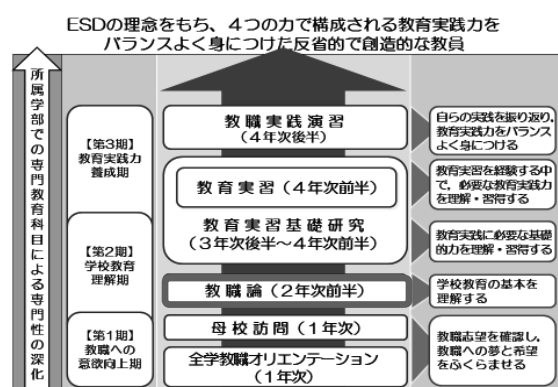 ESDの理念をもち、４つの力で構成される教育実践力を
バランスよく身につけた反省的で創造的な教員
所属学部での専門教育科目による専門性の深化
【第3期】
教育実践力
養成期
【第2期】
学校教育
理解期
【第1期】
教職への
意欲向上期
教職実践演習
（４年次後半）
教育実習（４年次前半）
教育実習基礎研究
（３年次後半～４年次前半）
教職論（２年次前半）
母校訪問（１年次）
全学教職オリエンテーション
（１年次）
自らの実践を振り返り、
教育実践力をバランス
よく身につける
教育実習を経験する中
で、必要な教育実践力
を理解・習得する
教育実践に必要な基礎
的力を理解・習得する
学校教育の基本を
理解する
教職志望を確認し、
教職への夢と希望
をふくらませる